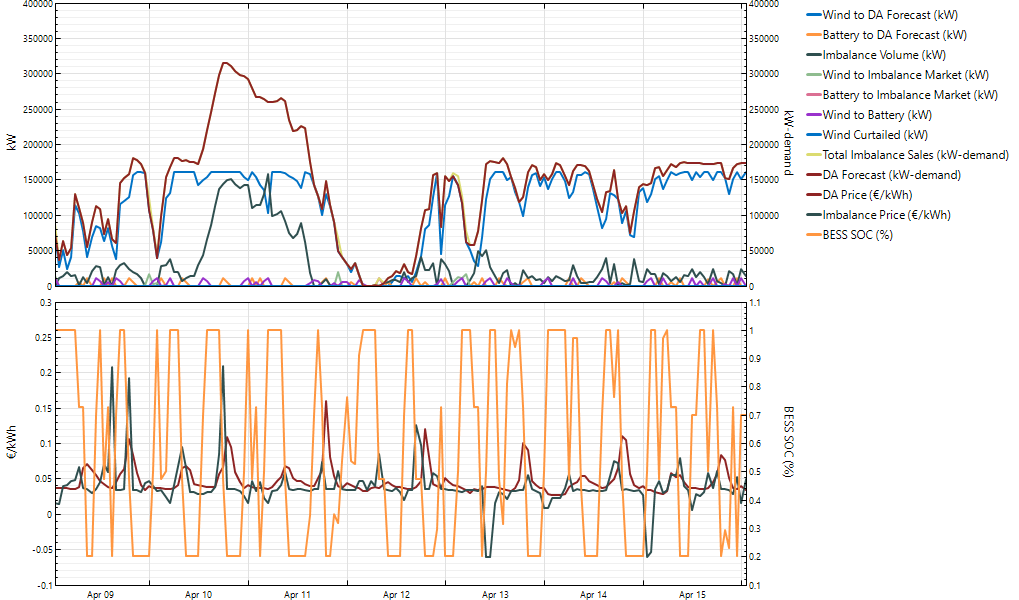 400000
350000
300000
250000
200000
150000
100000
50000
0
kW
400000
350000
300000
250000
200000
150000
100000
50000
0
kW-demand
Wind to DA Forecast (kW)
Battery to DA Forecast (kW)
Imbalance Volume (kW)
Wind to Imbalance Market (kW)
Battery to Imbalance Market (kW)
Wind to Battery (kW)
Wind Curtailed (kW)
Total Imbalance Sales (kW-demand)
DA Forecast (kW-demand)
DA Price (€/kWh)
Imbalance Price (€/kWh)
BESS SOC (%)
0.3
0.25
0.2
0.15
0.1
0.05
0
-0.05
-0.1
€/kWh
1.1
1
0.9
0.8
0.7
0.6
0.5
0.4
0.3
0.2
0.1
BESS SOC (%)
Apr 09
Apr 10
Apr 11
Apr 12
Apr 13
Apr 14
Apr 15